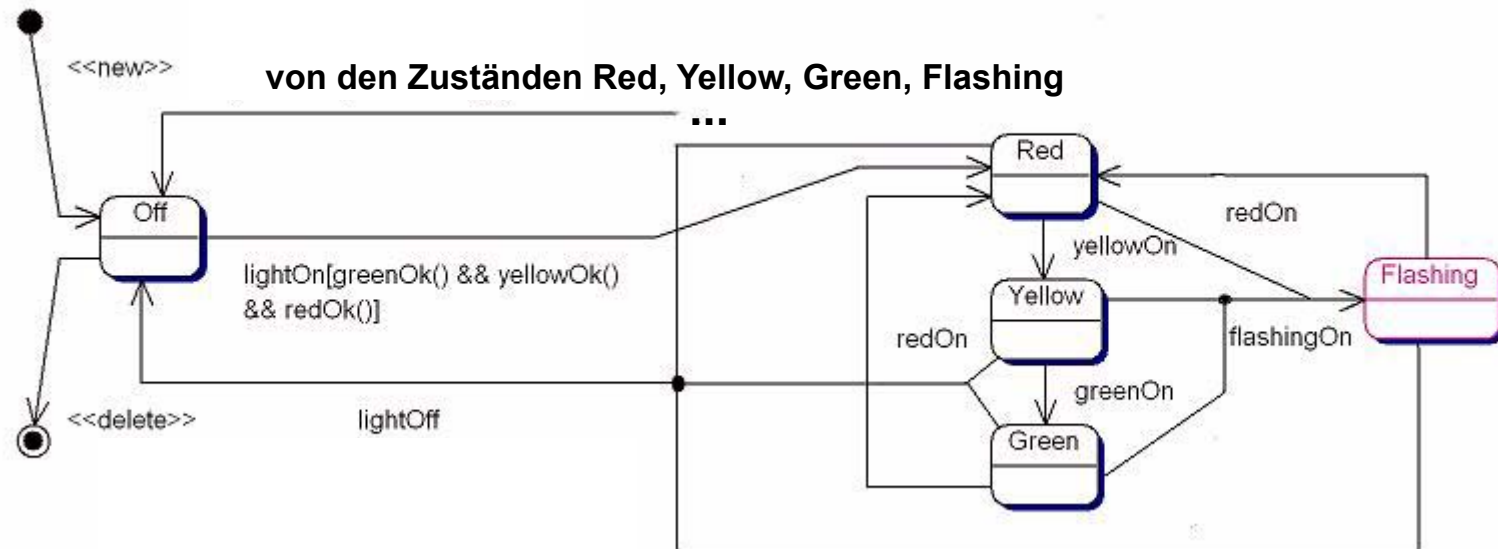 <<new>>
von den Zuständen Red, Yellow, Green, Flashing
...
Red
Off
redOn
yellowOn
lightOn[greenOk() && yellowOk()
&& redOk()]
Flashing
Yellow
redOn
flashingOn
greenOn
<<delete>>
lightOff
Green